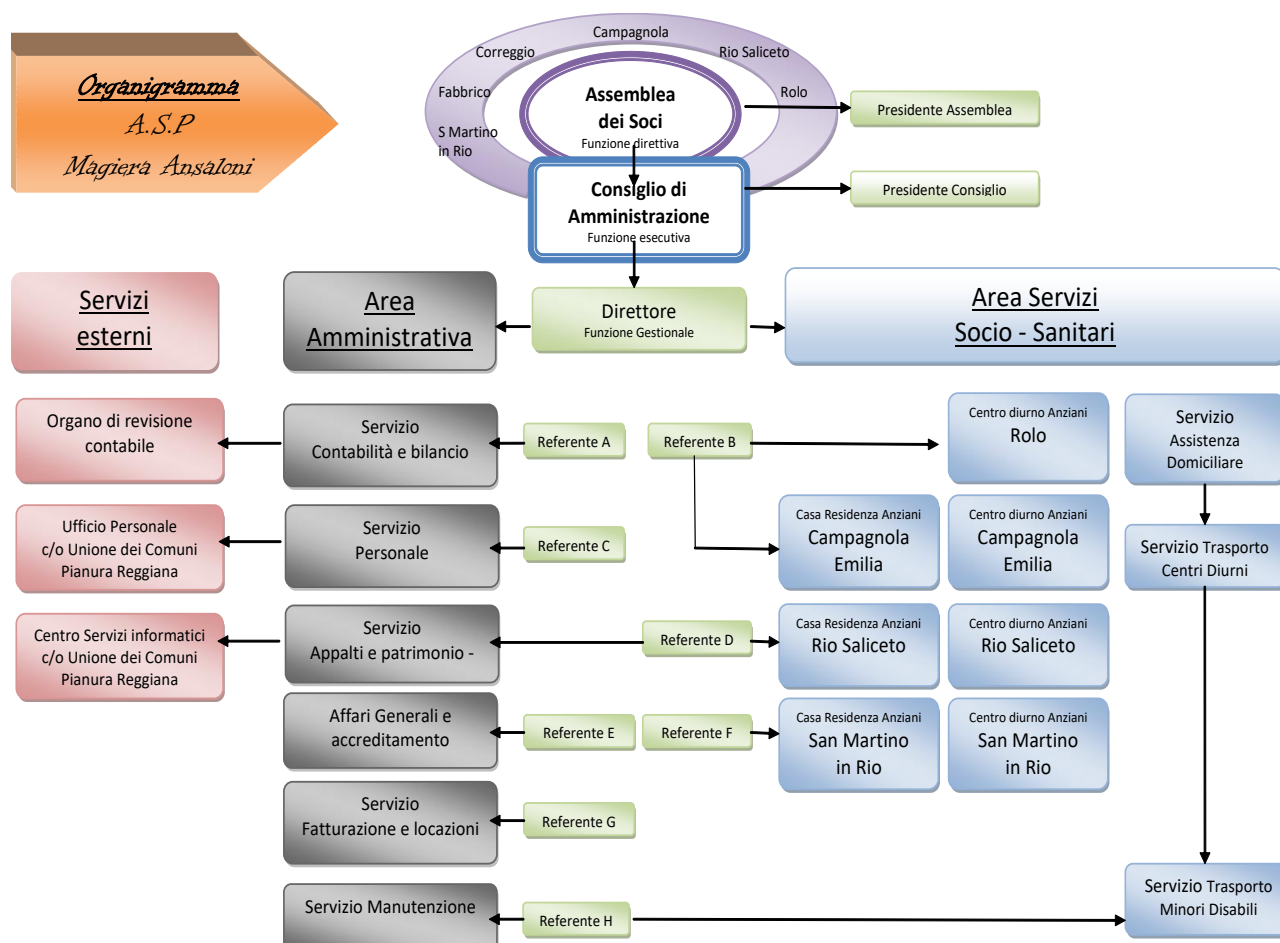 Organigramma
A.S.P
Magiera Ansaloni
Campagnola
Correggio
Rio Saliceto
Fabbrico
Rolo
S Martino
in Rio
Assemblea
dei Soci
Funzione direttiva
Presidente Assemblea
Consiglio di
Amministrazione
Funzione esecutiva
Presidente Consiglio
Servizi
esterni
Area
Amministrativa
Direttore
Funzione Gestionale
Area Servizi
Socio - Sanitari
Organo di revisione
contabile
Servizio
Contabilità e bilancio
Referente A
Referente B
Centro diurno Anziani
Rolo
Servizio
Assistenza
Domiciliare
Ufficio Personale
c/o Unione dei Comuni
Pianura Reggiana
Servizio
Personale
Referente C
Casa Residenza Anziani
Campagnola
Emilia
Centro diurno Anziani
Campagnola
Emilia
Servizio Trasporto
Centri Diurni
Centro Servizi informatici
c/o Unione dei Comuni
Pianura Reggiana
Servizio
Appalti e patrimonio -
Referente D
Casa Residenza Anziani
Rio Saliceto
Centro diurno Anziani
Rio Saliceto
Affari Generali e
accreditamento
Referente E
Referente F
Casa Residenza Anziani
San Martino
in Rio
Centro diurno Anziani
San Martino
in Rio
Servizio
Fatturazione e locazioni
Referente G
Servizio Manutenzione
Referente H
Servizio Trasporto
Minori Disabili